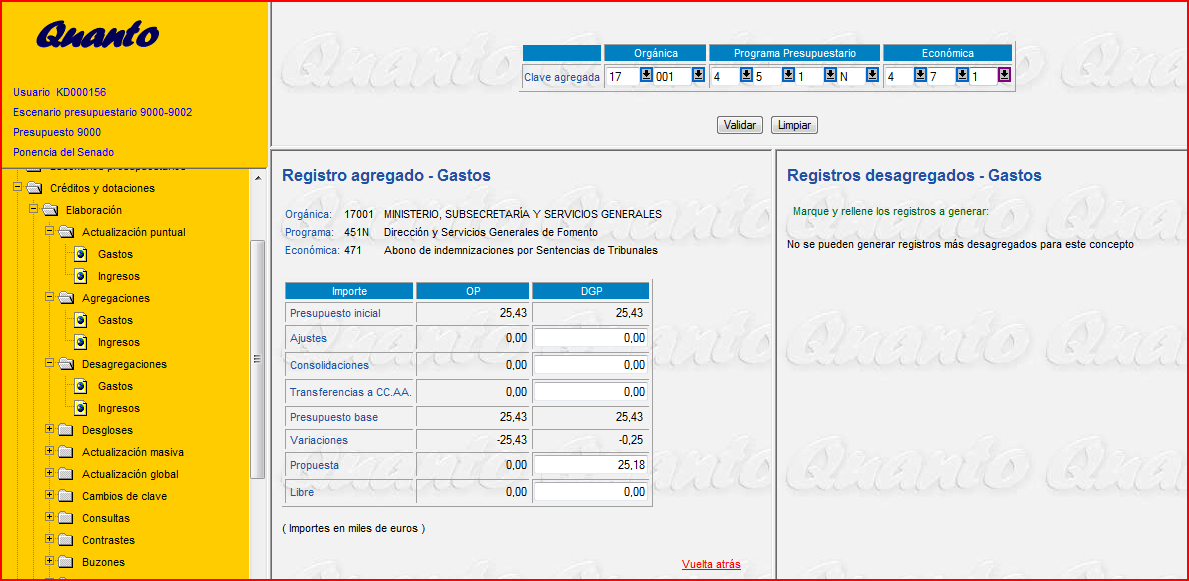 Quanto
Usuario KD000156
Escenario presupuestario 9000-9002
Presupuesto 9000
Ponencia del Senado
Créditos y dotaciones
Elaboración
Actualización puntual
Gastos
Ingresos
Agregaciones
Gastos
Ingresos
Desagregaciones
Gastos
Ingresos
Desgloses
Actualización masiva
Actualización global
Cambios de clave
Consultas
Contrastes
Buzones
Orgánica Programa Presupuestario Económica
Clave agregada 17 001 4 5 1 N 4 7 1
Validar Limpiar
Registro agregado - Gastos
Orgánica: 17001 MINISTERIO, SUBSECRETARÍA Y SERVICIOS GENERALES
Programa: 451N Dirección y Servicios Generales de Fomento
Económica: 471 Abono de indemnizaciones por Sentencias de Tribunales
Importe OP DGP
Presupuesto inicial 25,43 25,43
Ajustes 0,00 0,00
Consolidaciones 0,00 0,00
Transferencias a CC.AA. 0,00 0,00
Presupuesto base 25,43 25,43
Variaciones -25,43 -0,25
Propuesta 0,00 25,18
Libre 0,00 0,00
( Importes en miles de euros )
Vuelta atrás
Registros desagregados - Gastos
Marque y rellene los registros a generar:
No se pueden generar registros más desagregados para este concepto